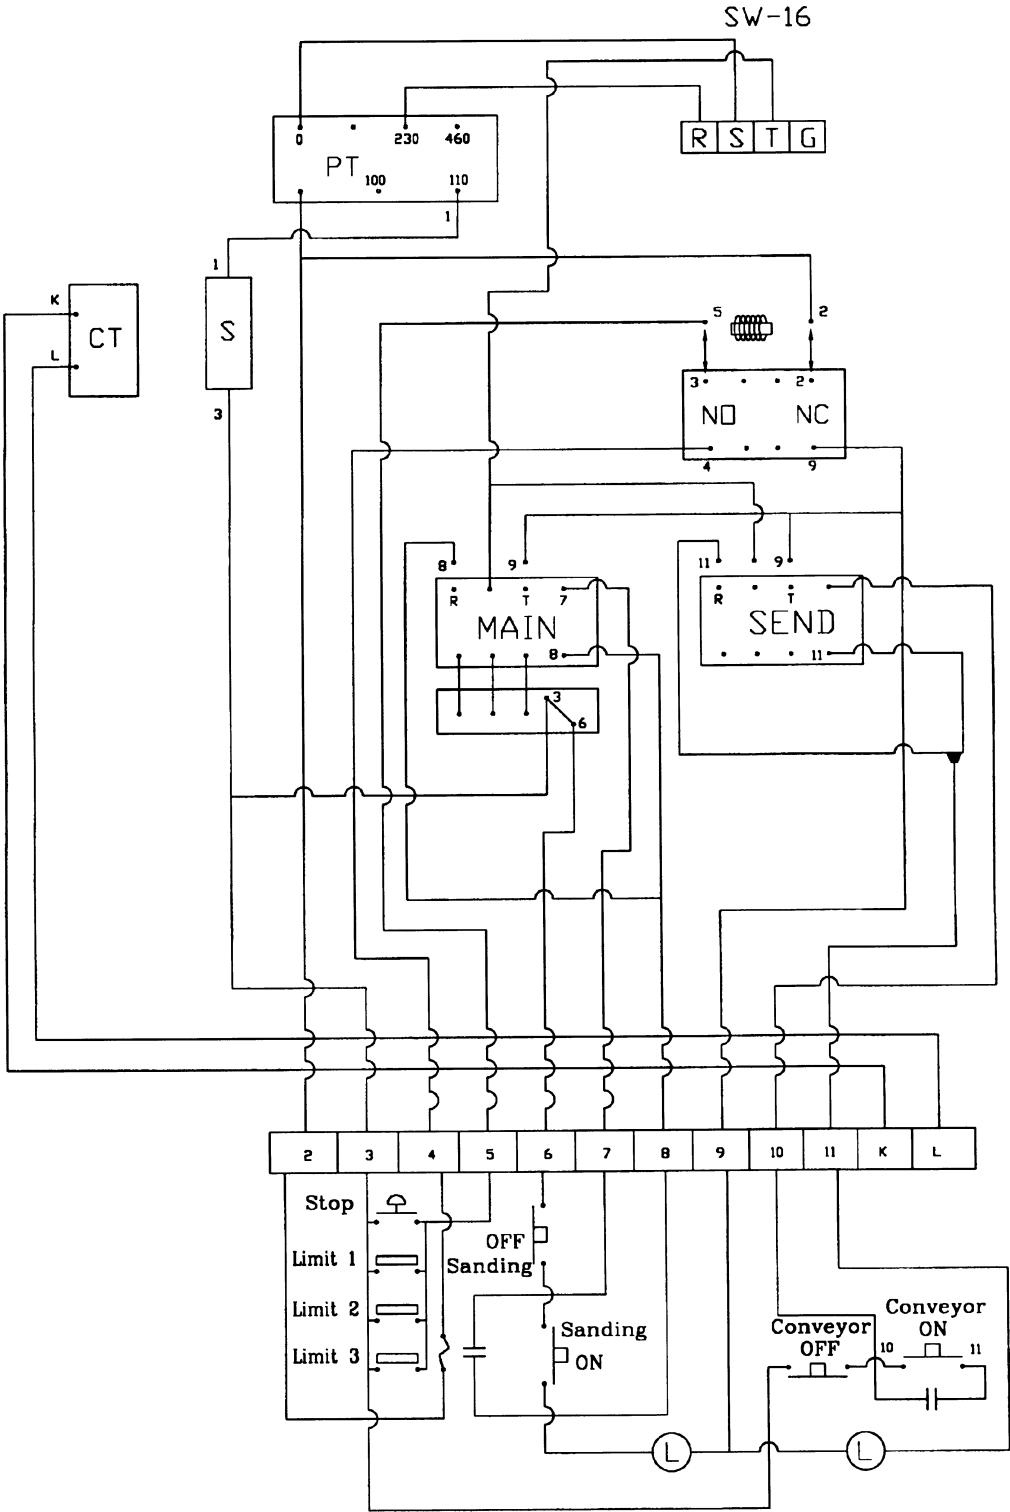 SW-16
R S T G
0 230 460
PT 100 110
1
1
K
CT
S
L
3
5 2
3 2
NO NC
4 9
8 9 11 9
R T 7 R T
MAIN SEND
8 11
3
6
2 3 4 5 6 7 8 9 10 11 K L
Stop
OFF
Sanding
Limit 1
Limit 2
Limit 3
Sanding
ON
Conveyor
ON
Conveyor
OFF
10 11
L L